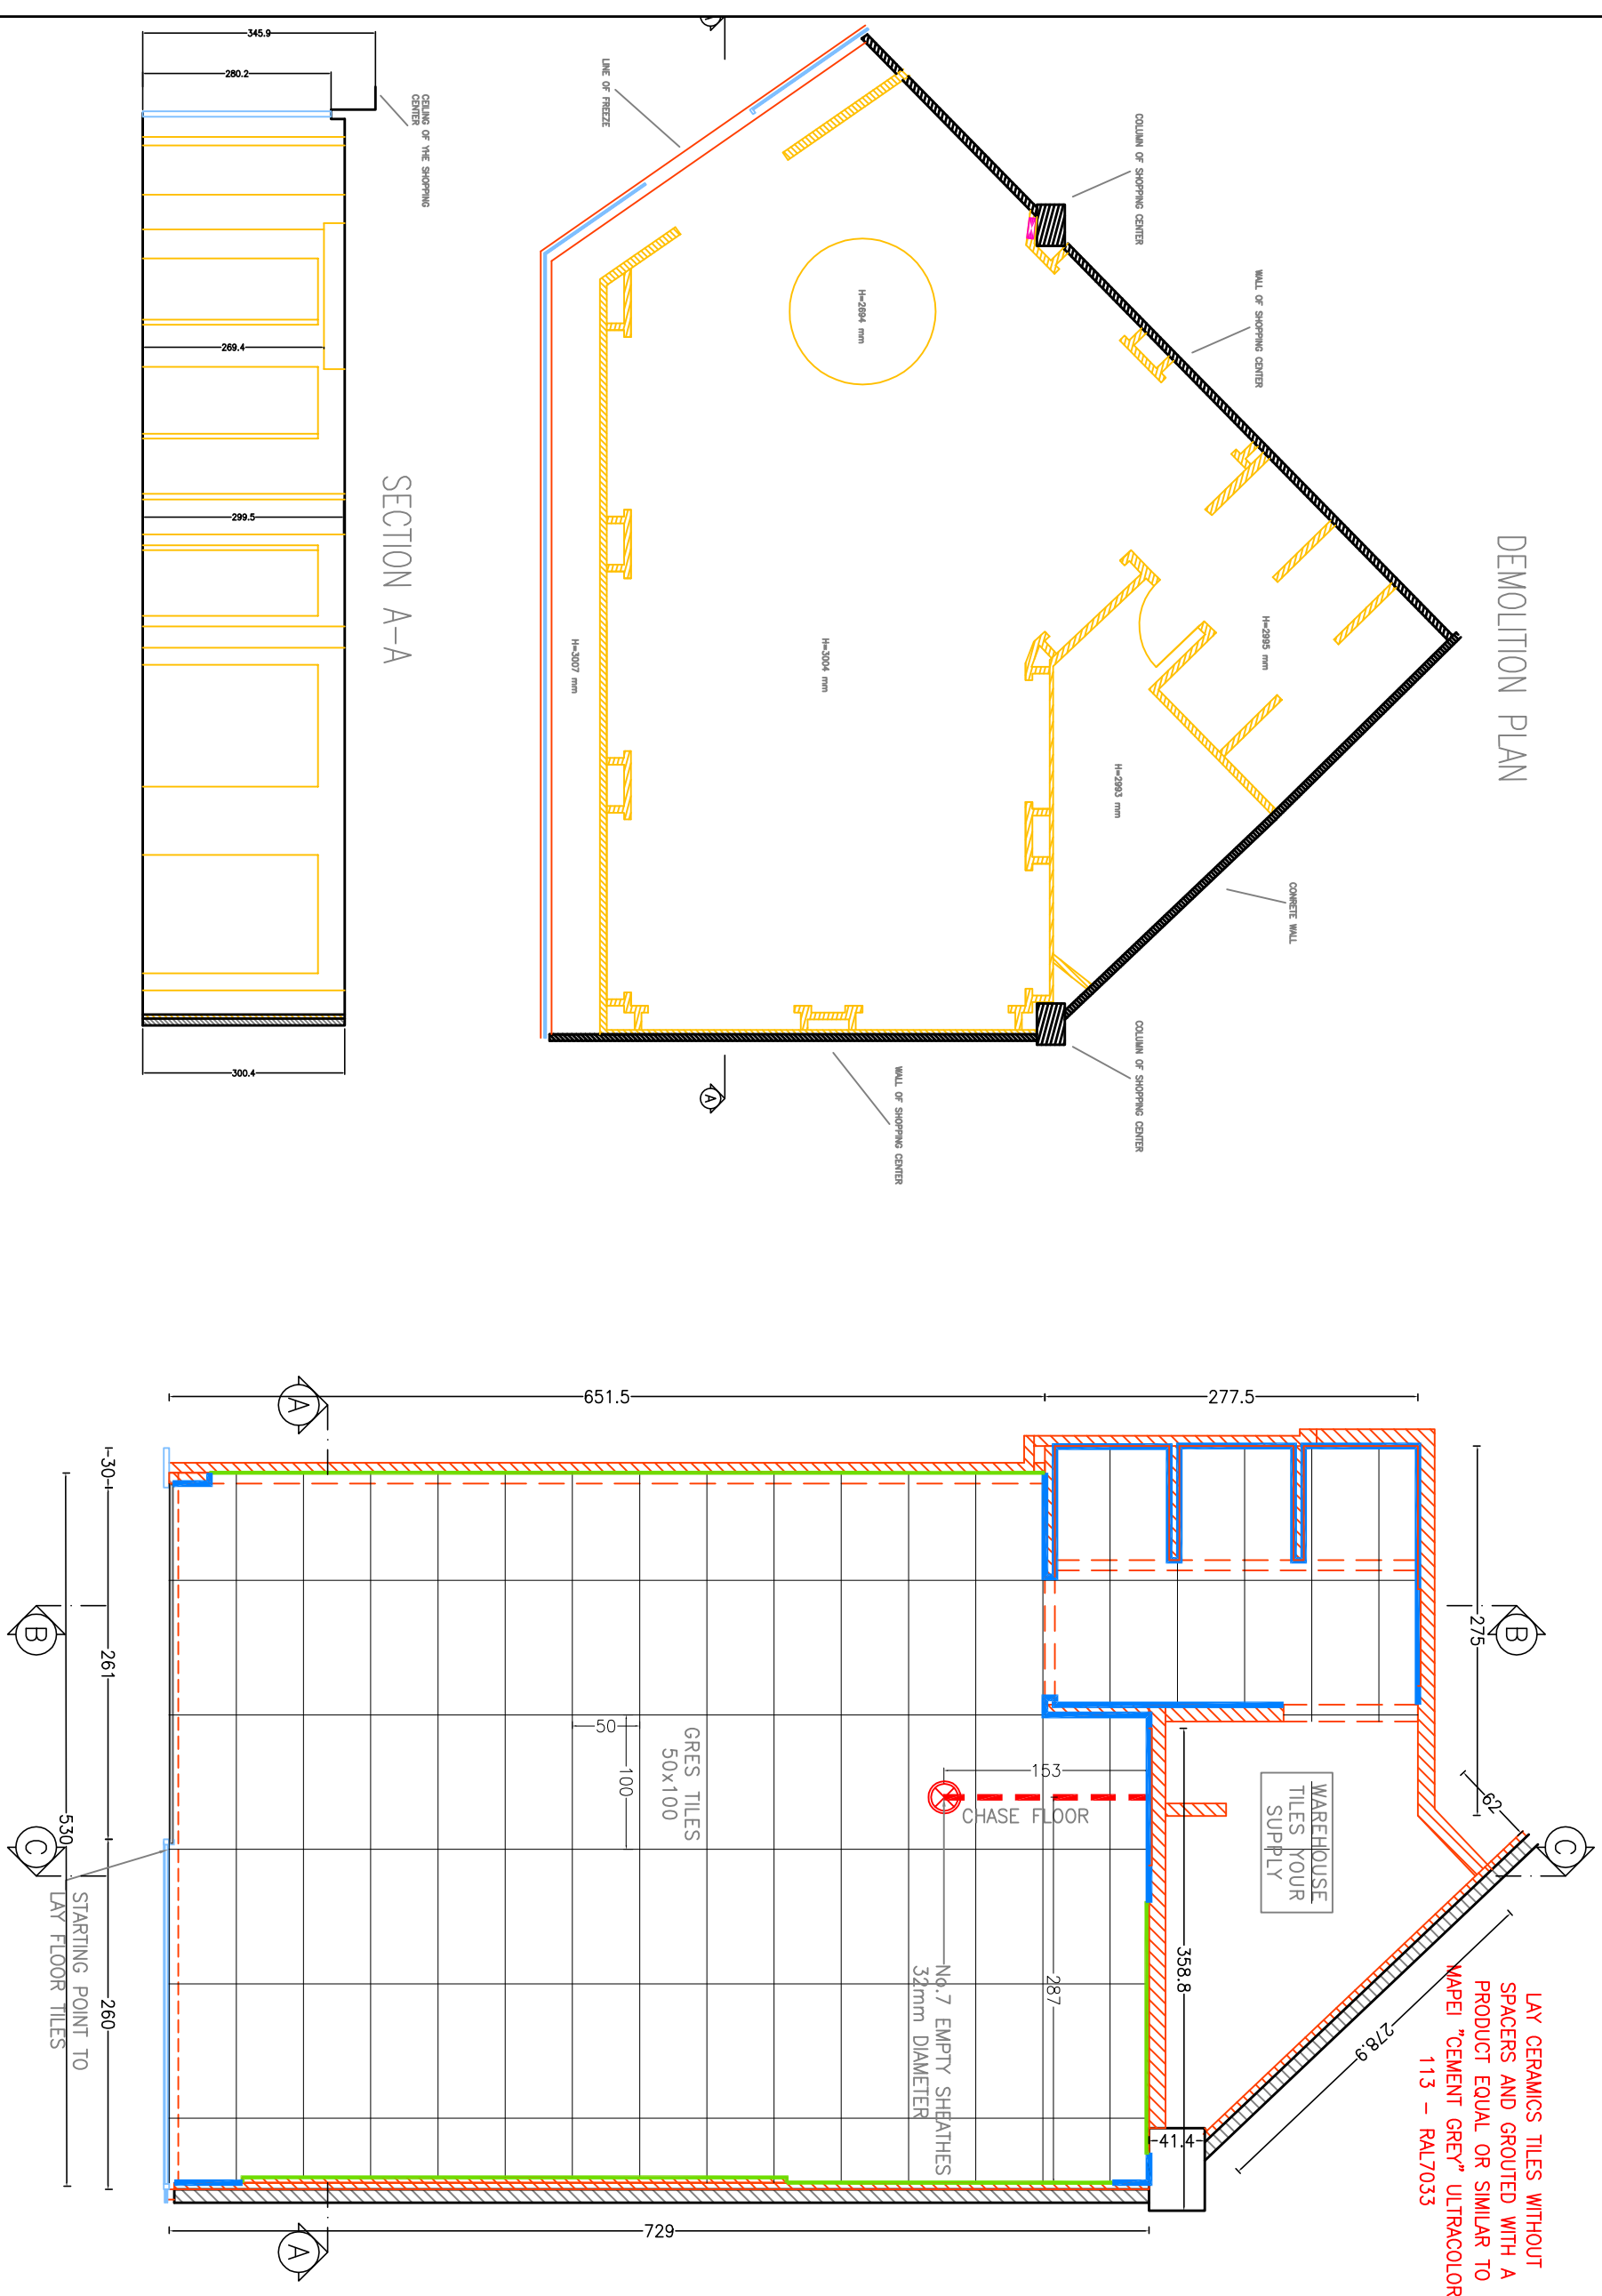 DEMOLITION PLAN
COLUMN OF SHOPPING CENTER
WALL OF SHOPPING CENTER
CONRETE WALL
COLUMN OF SHOPPING CENTER
WALL OF SHOPPING CENTER
LINE OF FREEZE
H=2694 mm
H=2995 mm
H=2993 mm
H=3004 mm
H=3007 mm
A
A
SECTION A-A
CEILING OF YHE SHOPPING
CENTER
345.9
280.2
269.4
299.5
300.4
LAY CERAMICS TILES WITHOUT
SPACERS AND GROUTED WITH A
PRODUCT EQUAL OR SIMILAR TO
MAPEI "CEMENT GREY" ULTRACOLOR
113 - RAL7033
B
C
275
62
278.9
277.5
651.5
WAREHOUSE
TILES YOUR
SUPPLY
358.8
41.4
153
CHASE FLOOR
287
No.7 EMPTY SHEATHES
32mm DIAMETER
GRES TILES
50x100
50
100
729
A
A
30
261
260
530
B
C
STARTING POINT TO
LAY FLOOR TILES